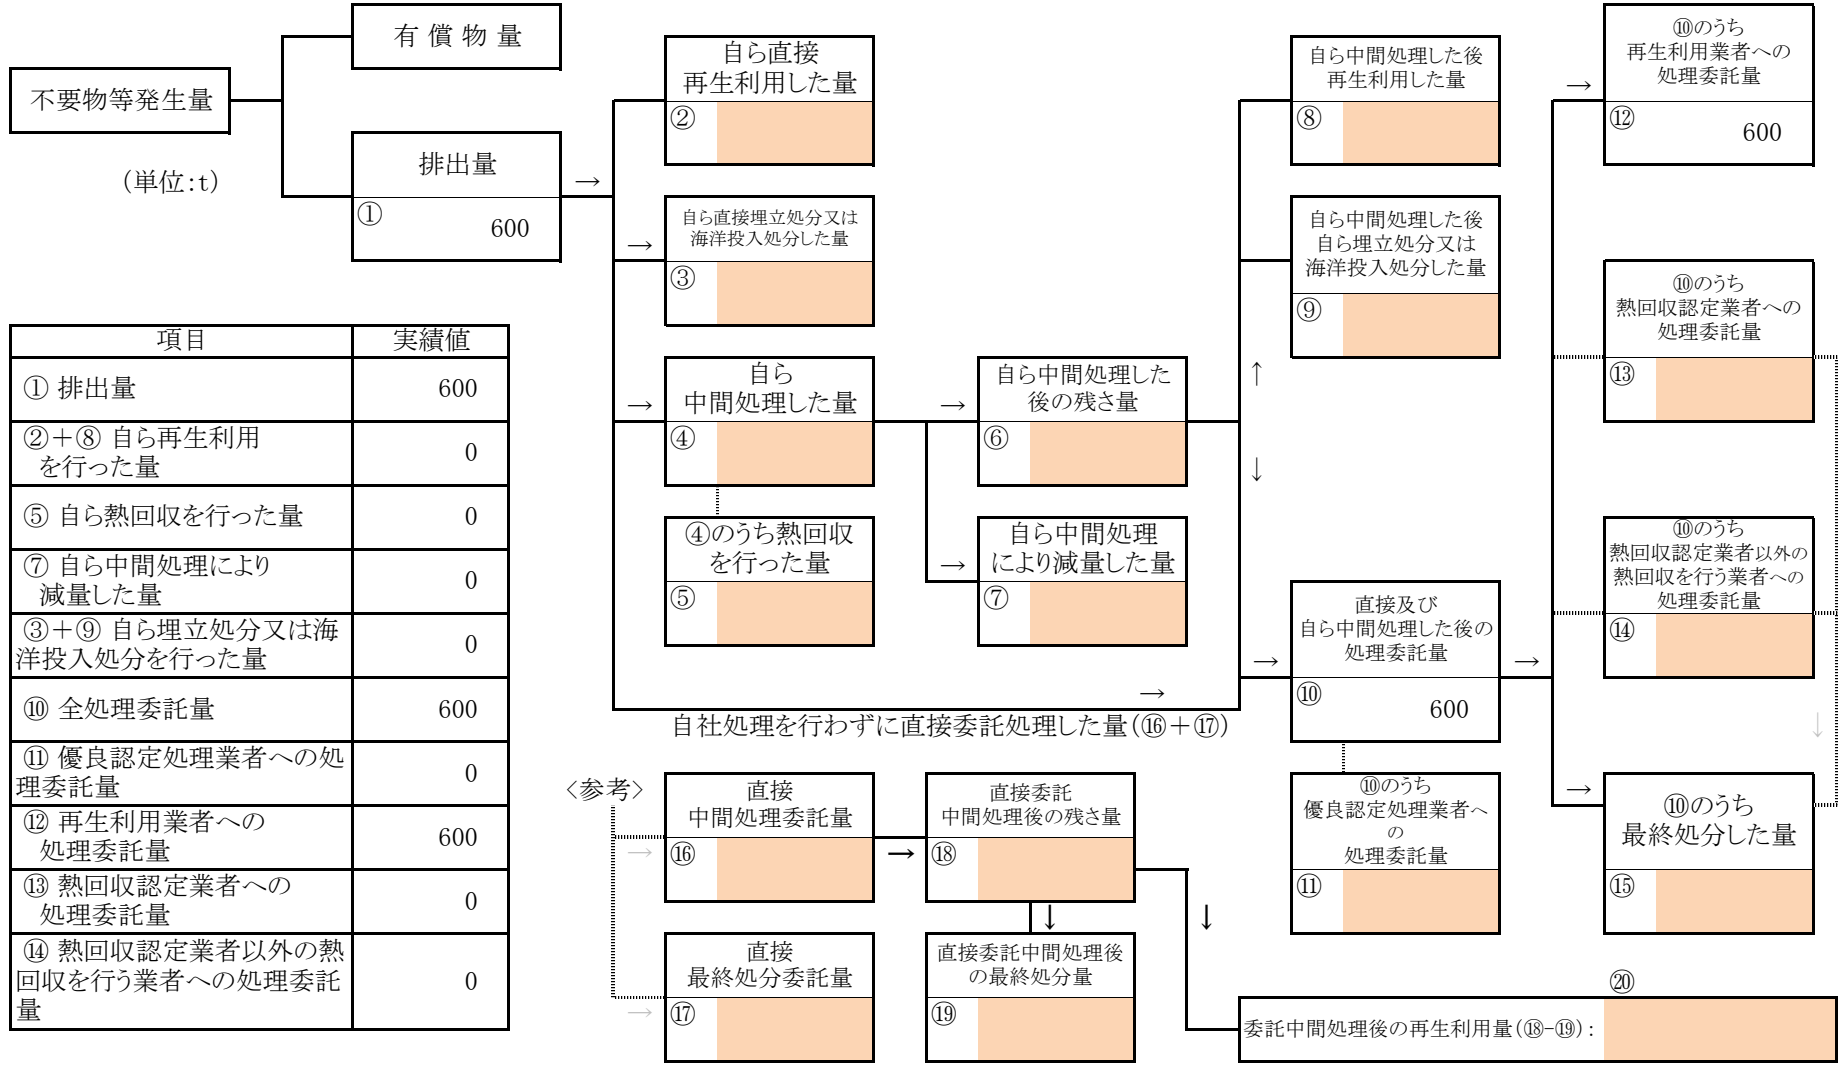 有 償 物 量
不要物等発生量
(単位:t)
排出量
①
600
→
自ら直接
再生利用した量
②
→
自ら直接埋立処分又は
海洋投入処分した量
③
→
自ら
中間処理した量
④
④のうち熱回収
を行った量
⑤
→
自ら中間処理した
後の残さ量
⑥
→
自ら中間処理
により減量した量
⑦
自ら中間処理した後
再生利用した量
⑧
自ら中間処理した後
自ら埋立処分又は
海洋投入処分した量
⑨
↑
↓
→
自社処理を行わずに直接委託処理した量(⑯+⑰)
→
直接及び
自ら中間処理した後の
処理委託量
⑩
600
→
⑩のうち
優良認定処理業者へ
の
処理委託量
⑪
→
⑩のうち
再生利用業者への
処理委託量
⑫
600
⑩のうち
熱回収認定業者への
処理委託量
⑬
⑩のうち
熱回収認定業者以外の
熱回収を行う業者への
処理委託量
⑭
↓
→
⑩のうち
最終処分した量
⑮
項目 実績値
① 排出量 600
②+⑧ 自ら再生利用
を行った量 0
⑤ 自ら熱回収を行った量 0
⑦ 自ら中間処理により
減量した量 0
③+⑨ 自ら埋立処分又は海
洋投入処分を行った量 0
⑩ 全処理委託量 600
⑪ 優良認定処理業者への処
理委託量 0
⑫ 再生利用業者への
処理委託量 600
⑬ 熱回収認定業者への
処理委託量 0
⑭ 熱回収認定業者以外の熱
回収を行う業者への処理委託
量 0
<参考>
→
直接
中間処理委託量
⑯
→
直接委託
中間処理後の残さ量
⑱
↓
↓
→
直接
最終処分委託量
⑰
直接委託中間処理後
の最終処分量
⑲
⑳
委託中間処理後の再生利用量(⑱-⑲):